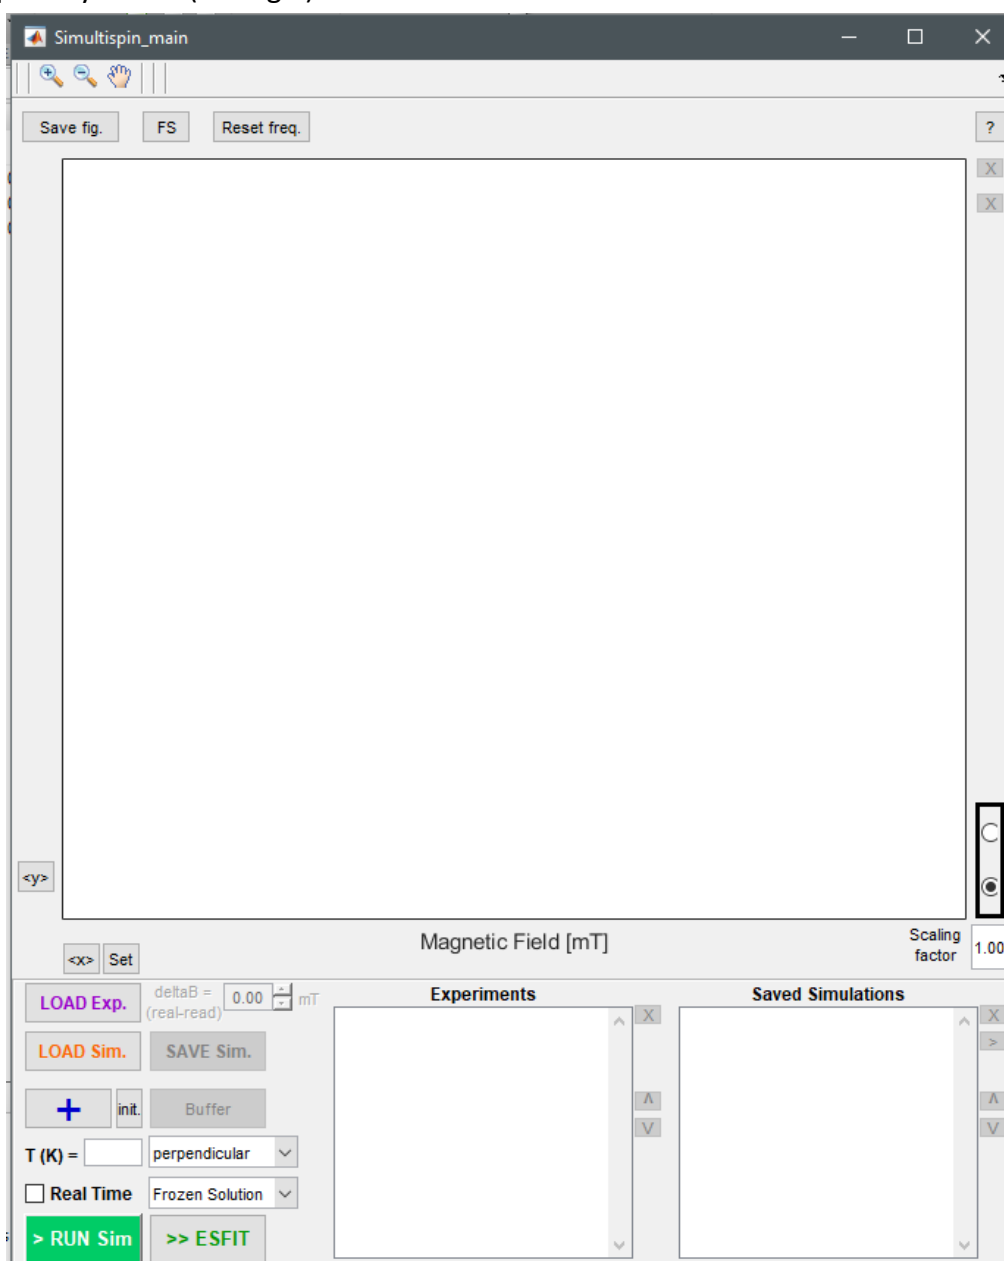 Simultispin_main
Save fig.
FS
Reset freq.
?
X
X
<y>
Magnetic Field [mT]
Scaling
factor
1.00
<x>
Set
LOAD Exp.
deltaB =
(real-read)
0.00
mT
Experiments
Saved Simulations
X
X
LOAD Sim.
SAVE Sim.
>
+
init.
Buffer
Λ
Λ
V
V
T (K) =
perpendicular
Real Time
Frozen Solution
> RUN Sim
>> ESFIT